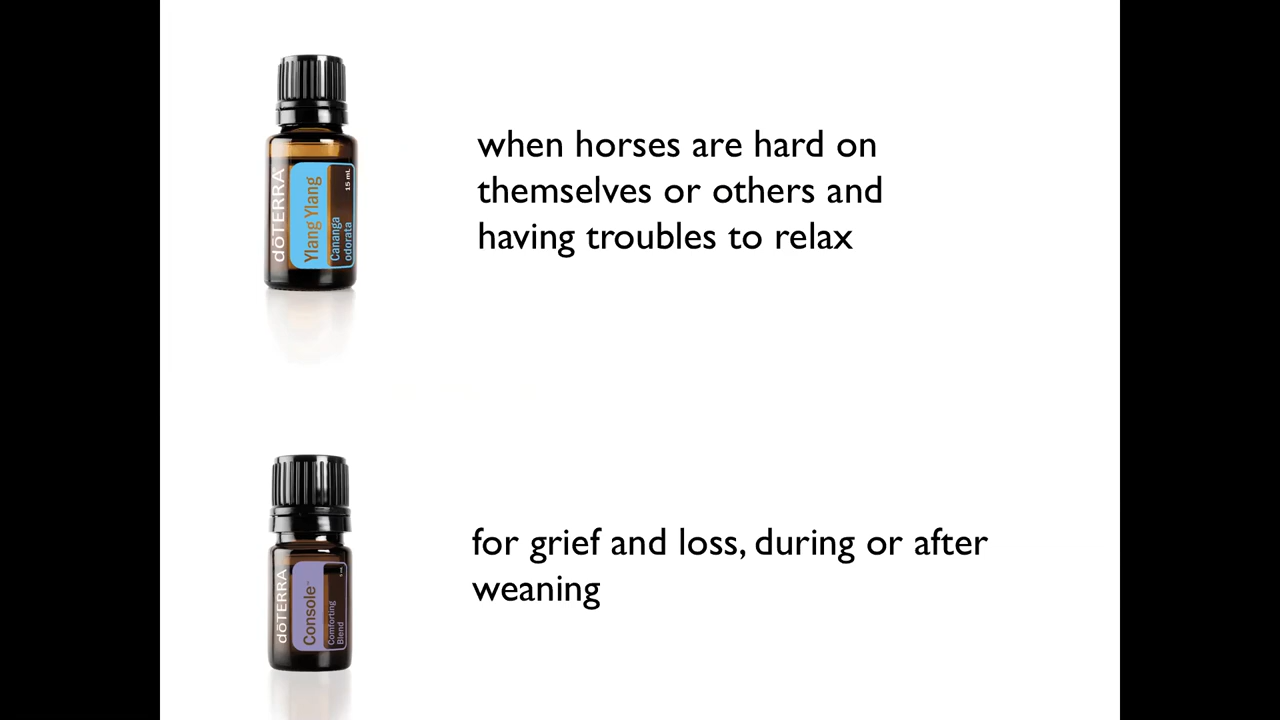 dōTERRA
Ylang Ylang
Cananga
odorata
15 mL
when horses are hard on
themselves or others and
having troubles to relax
dōTERRA
Console™
Comforting
Blend
for grief and loss, during or after
weaning